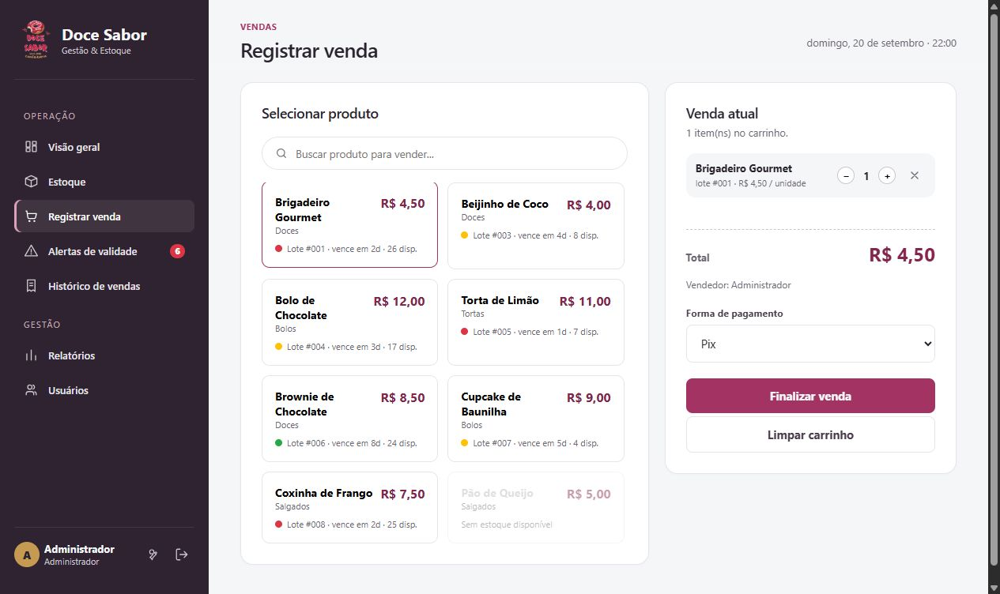 DOCE
SABOR
Doce Sabor
Gestão & Estoque
OPERAÇÃO
Visão geral
Estoque
Registrar venda
Alertas de validade 6
Histórico de vendas
GESTÃO
Relatórios
Usuários
A
Administrador
Administrador
VENDAS
Registrar venda
domingo, 20 de setembro · 22:00
Selecionar produto
Buscar produto para vender...
Brigadeiro
Gourmet
R$ 4,50
Doces
Lote #001 · vence em 2d · 26 disp.
Beijinho de Coco
R$ 4,00
Doces
Lote #003 · vence em 4d · 8 disp.
Bolo de
Chocolate
R$ 12,00
Bolos
Lote #004 · vence em 3d · 17 disp.
Torta de Limão
R$ 11,00
Tortas
Lote #005 · vence em 1d · 7 disp.
Brownie de
Chocolate
R$ 8,50
Doces
Lote #006 · vence em 8d · 24 disp.
Cupcake de
Baunilha
R$ 9,00
Bolos
Lote #007 · vence em 5d · 4 disp.
Coxinha de Frango
R$ 7,50
Salgados
Lote #008 · vence em 2d · 25 disp.
Pão de Queijo
R$ 5,00
Salgados
Sem estoque disponível
Venda atual
1 item(ns) no carrinho.
Brigadeiro Gourmet
lote #001 · R$ 4,50 / unidade
− 1 + ×
Total
R$ 4,50
Vendedor: Administrador
Forma de pagamento
Pix
Finalizar venda
Limpar carrinho